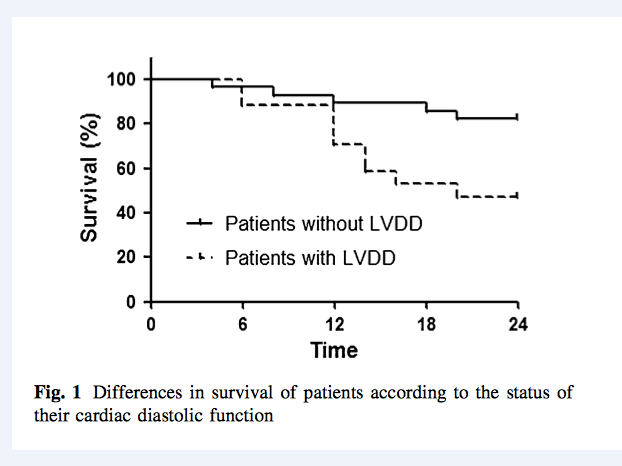 100
80
60
40
20
0
Survival (%)
Patients without LVDD
Patients with LVDD
0 6 12 18 24
Time
Fig. 1 Differences in survival of patients according to the status of
their cardiac diastolic function